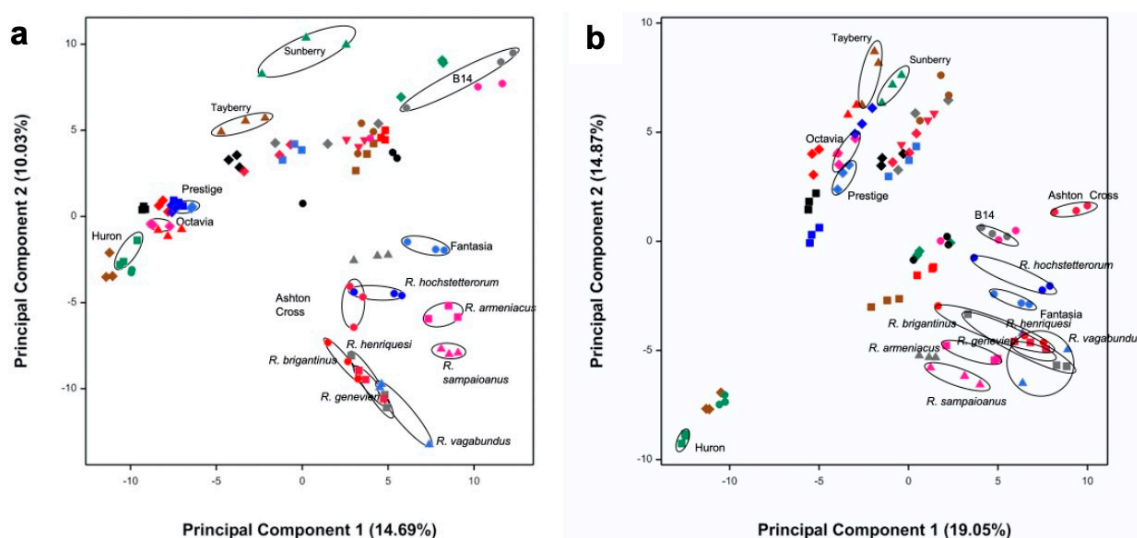 a
Principal Component 2 (10.03%)
10
5
0
-5
-10
Sunberry
B14
Tayberry
Prestige
Octavia
Huron
Fantasia
R. hochstetterorum
Ashton
Cross
R. armeniacus
R. henriquesi
R. brigantinus
R.
sampaioanus
R. genevieri
R. vagabundus
-10
-5
0
5
10
Principal Component 1 (14.69%)
b
Principal Component 2 (14.87%)
10
5
0
-5
-10
Tayberry
Sunberry
Octavia
Prestige
Ashton Cross
B14
R. hochstetterorum
Fantasia
R. brigantinus
R. henriquesi
R. vagabundus
R. armeniacus
R. genevieri
R. sampaioanus
Huron
-10
-5
0
5
10
Principal Component 1 (19.05%)